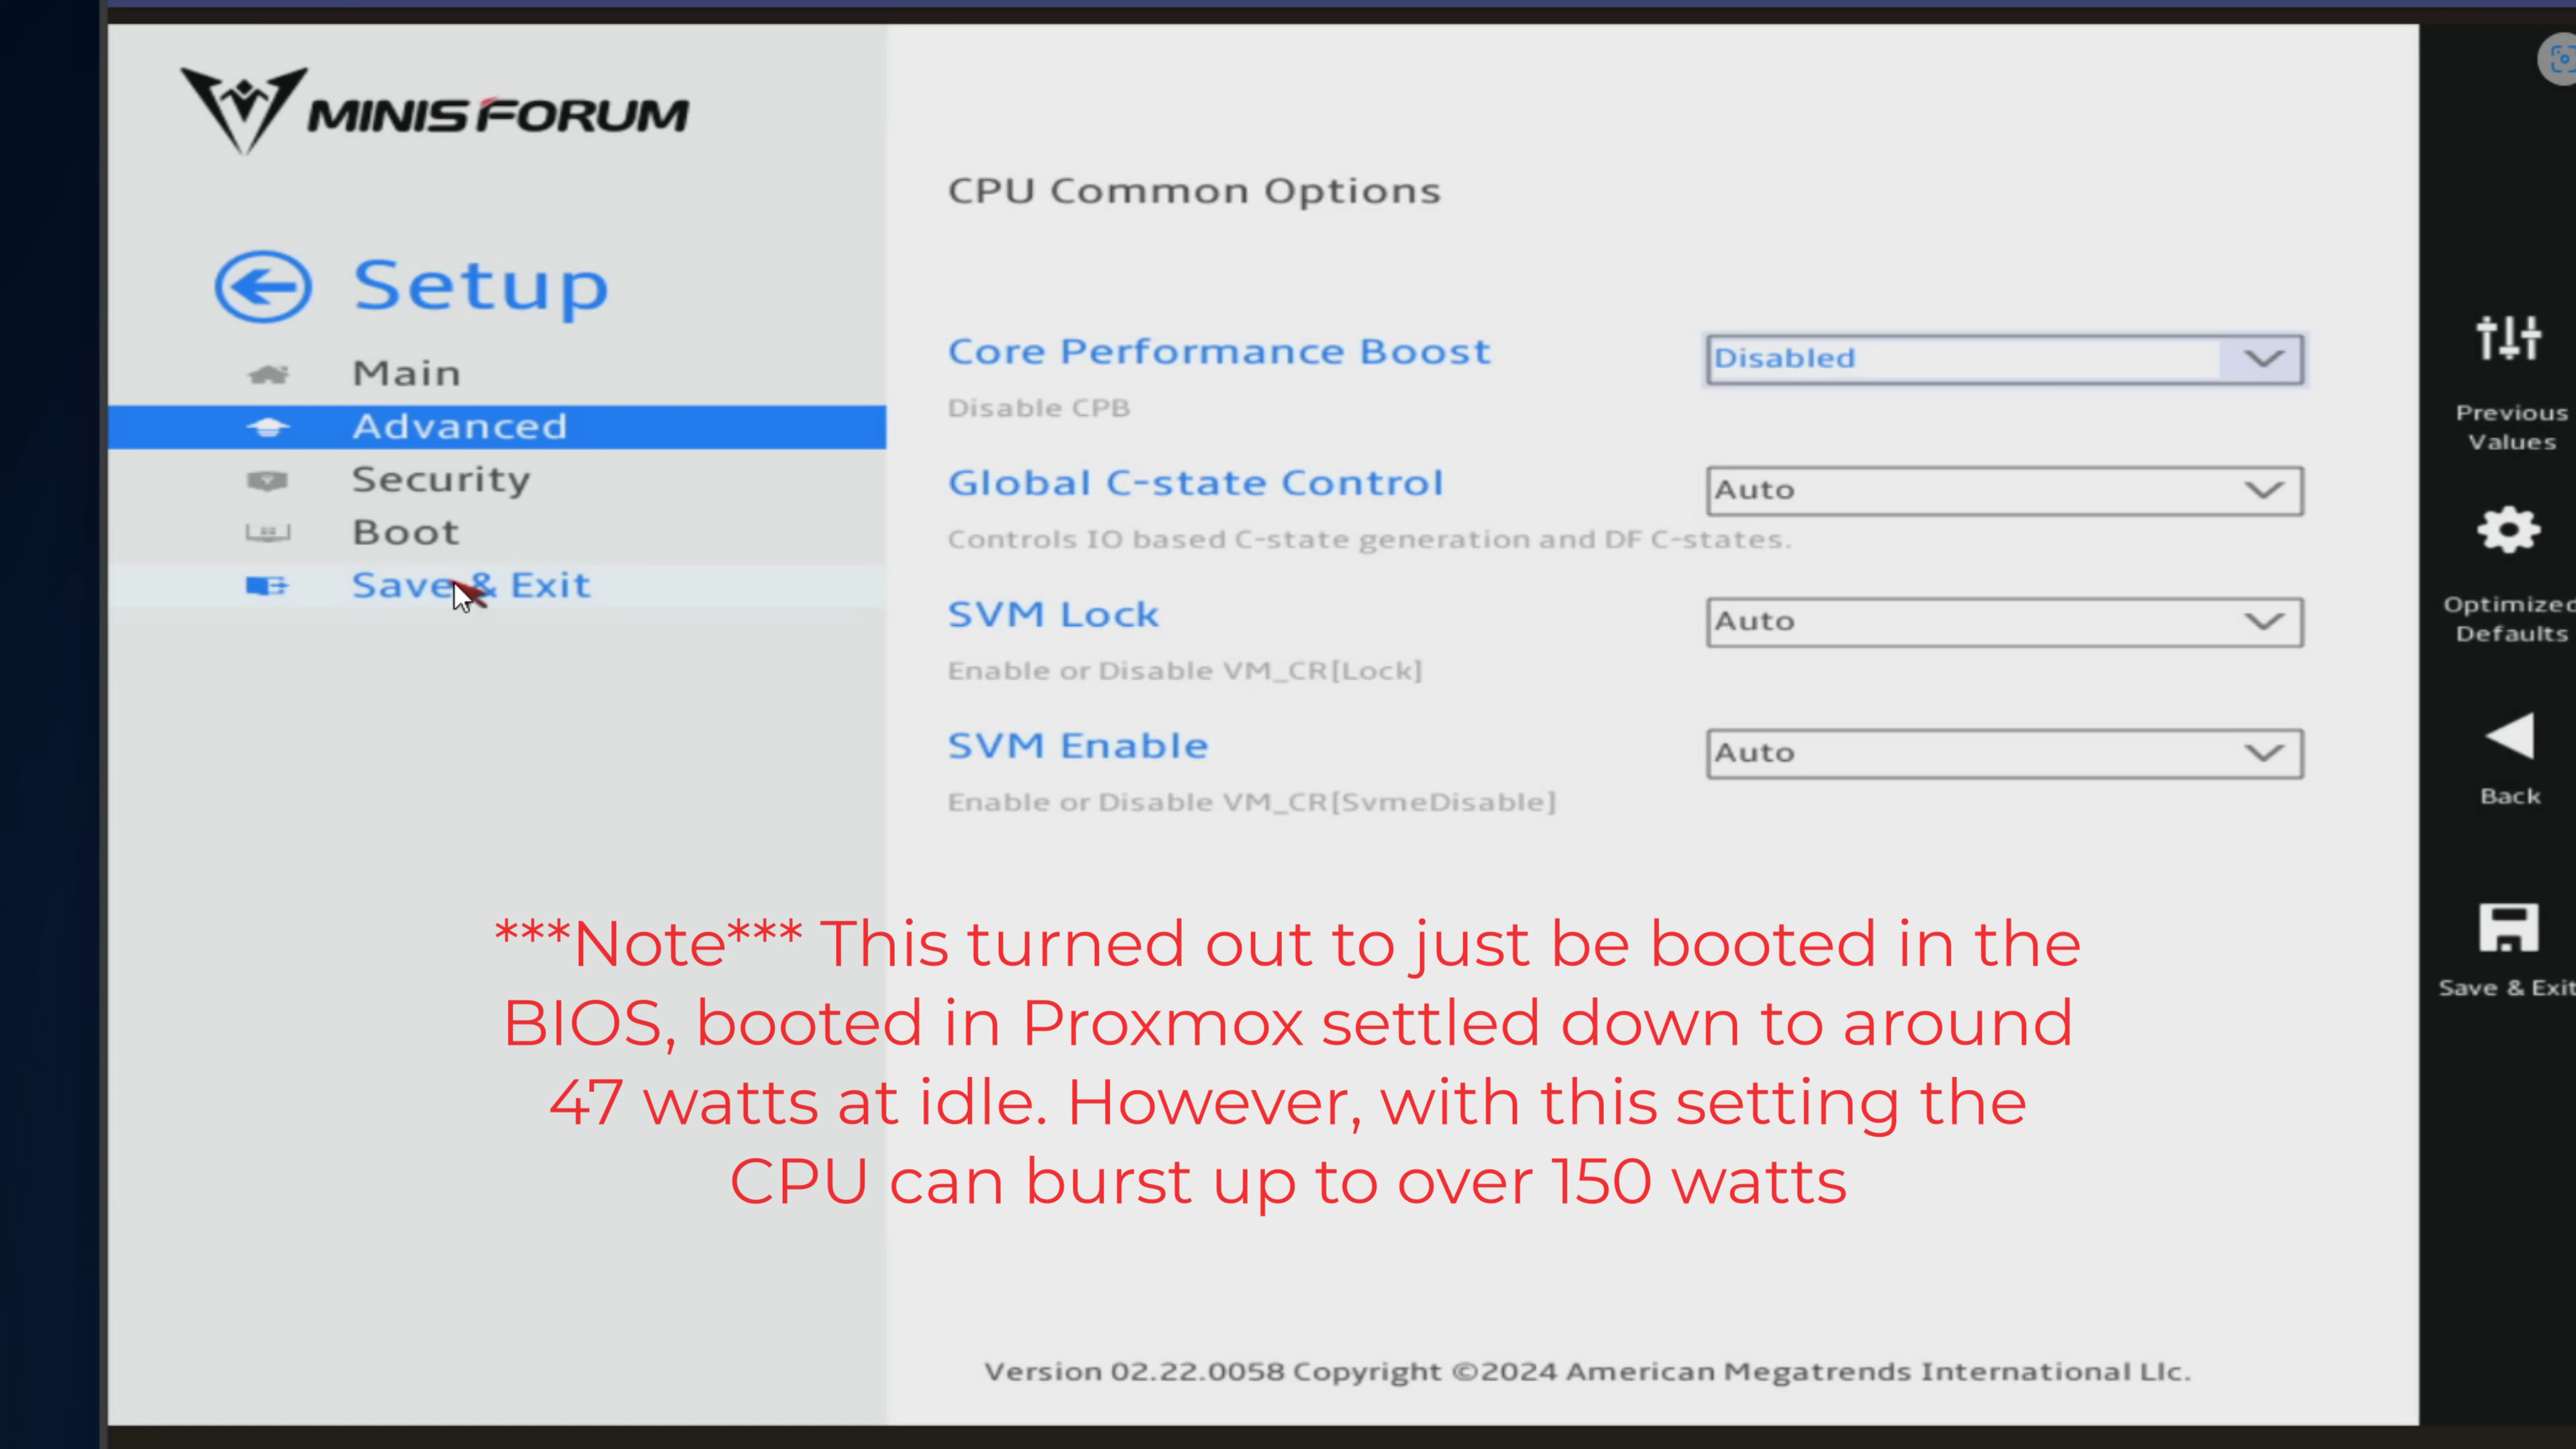 MINISFORUM
Setup
Main
Advanced
Security
Boot
Save & Exit
CPU Common Options
Core Performance Boost
Disabled
Disable CPB
Global C-state Control
Auto
Controls IO based C-state generation and DF C-states.
SVM Lock
Auto
Enable or Disable VM_CR[Lock]
SVM Enable
Auto
Enable or Disable VM_CR[SvmeDisable]
Previous
Values
Optimized
Defaults
Back
Save & Exit
***Note*** This turned out to just be booted in the
BIOS, booted in Proxmox settled down to around
47 watts at idle. However, with this setting the
CPU can burst up to over 150 watts
Version 02.22.0058 Copyright ©2024 American Megatrends International Llc.